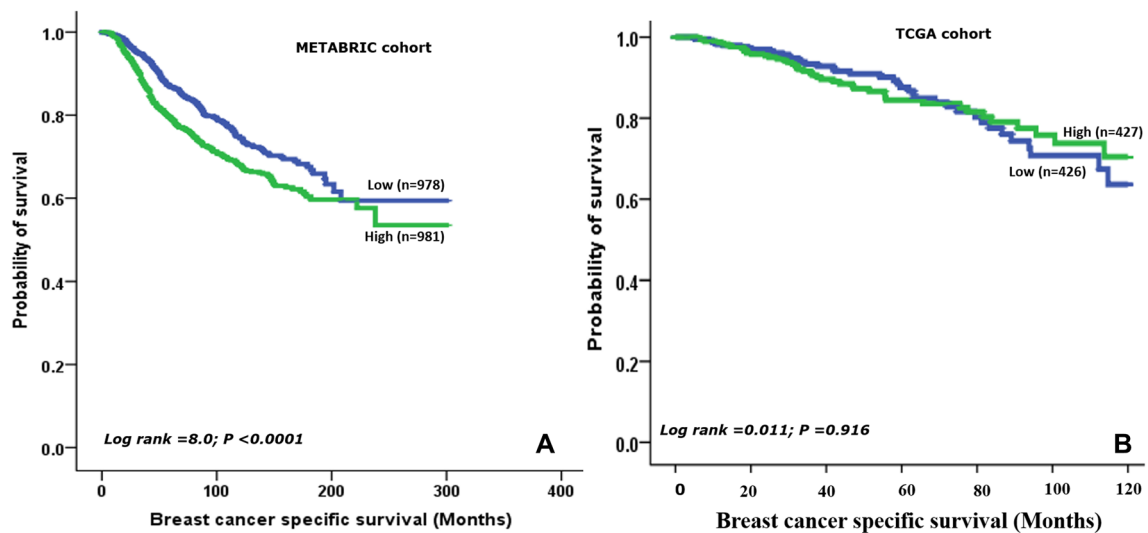 METABRIC cohort
Probability of survival
1.0
0.8
0.6
0.4
0.2
0.0
Low (n=978)
High (n=981)
Log rank =8.0; P <0.0001
A
0 100 200 300 400
Breast cancer specific survival (Months)
TCGA cohort
Probability of survival
1.0
0.8
0.6
0.4
0.2
0.0
High (n=427)
Low (n=426)
Log rank =0.011; P =0.916
B
0 20 40 60 80 100 120
Breast cancer specific survival (Months)